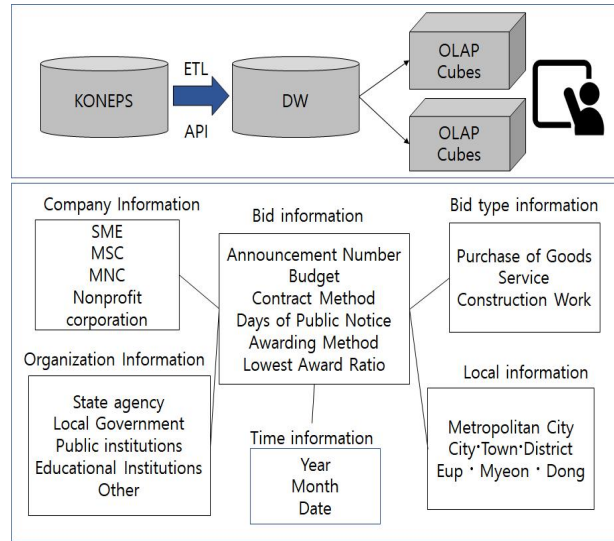 KONEPS
ETL
API
DW
OLAP
Cubes
OLAP
Cubes
Company Information
SME
MSC
MNC
Nonprofit
corporation
Bid information
Announcement Number
Budget
Contract Method
Days of Public Notice
Awarding Method
Lowest Award Ratio
Bid type information
Purchase of Goods
Service
Construction Work
Organization Information
State agency
Local Government
Public institutions
Educational Institutions
Other
Time information
Year
Month
Date
Local information
Metropolitan City
City·Town·District
Eup · Myeon · Dong